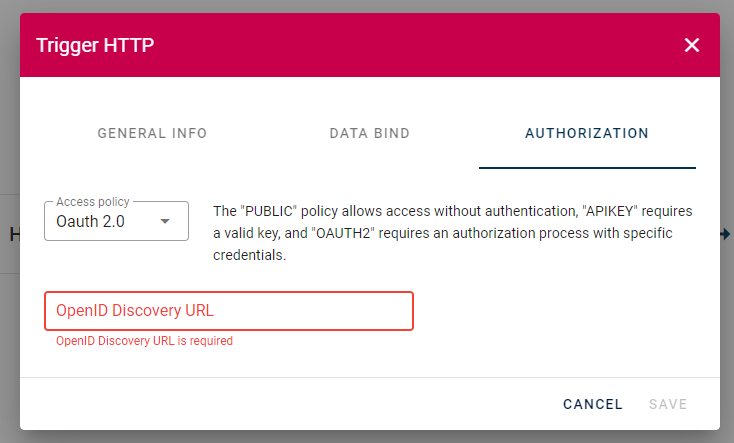 Trigger HTTP
GENERAL INFO
DATA BIND
AUTHORIZATION
Access policy
Oauth 2.0
The "PUBLIC" policy allows access without authentication, "APIKEY" requires
a valid key, and "OAUTH2" requires an authorization process with specific
credentials.
OpenID Discovery URL
OpenID Discovery URL is required
CANCEL
SAVE